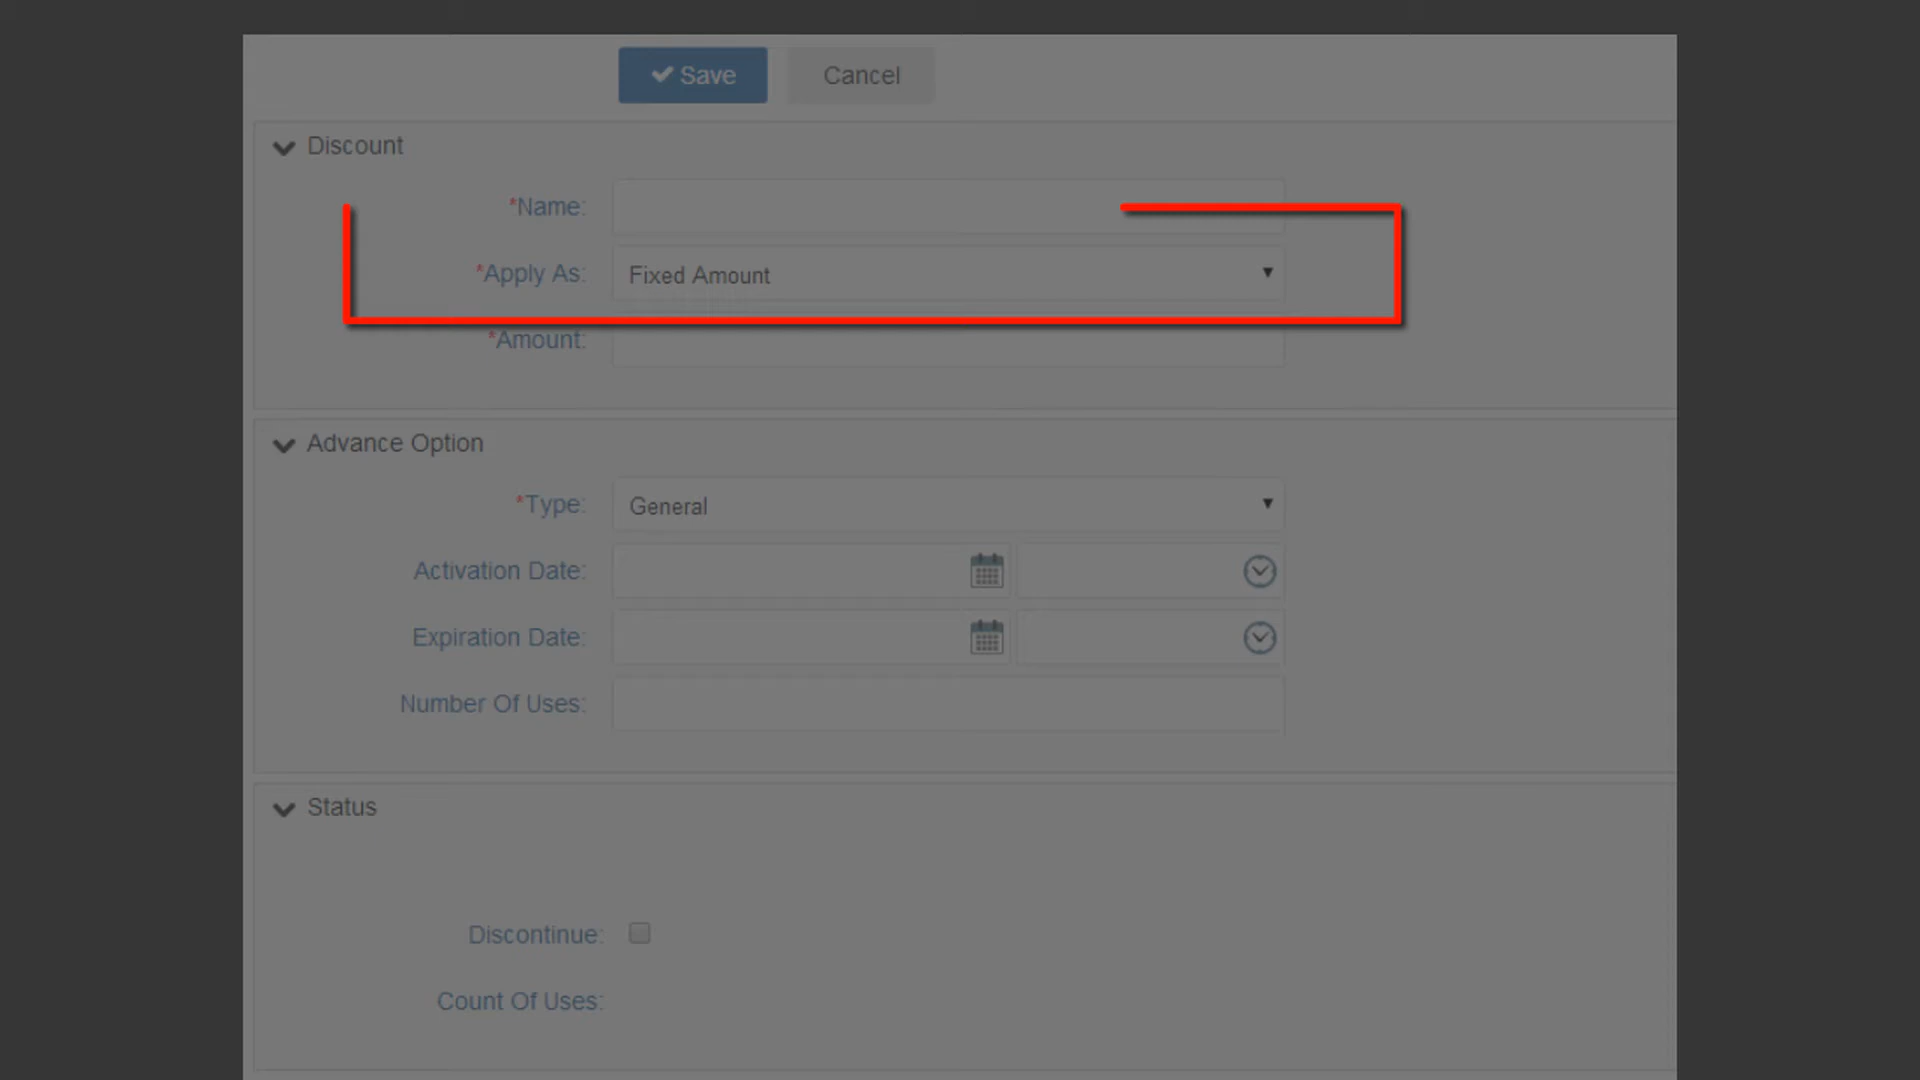 Save Cancel
Discount
*Name:
*Apply As: Fixed Amount
*Amount:
Advance Option
*Type: General
Activation Date:
Expiration Date:
Number Of Uses:
Status
Discontinue:
Count Of Uses: